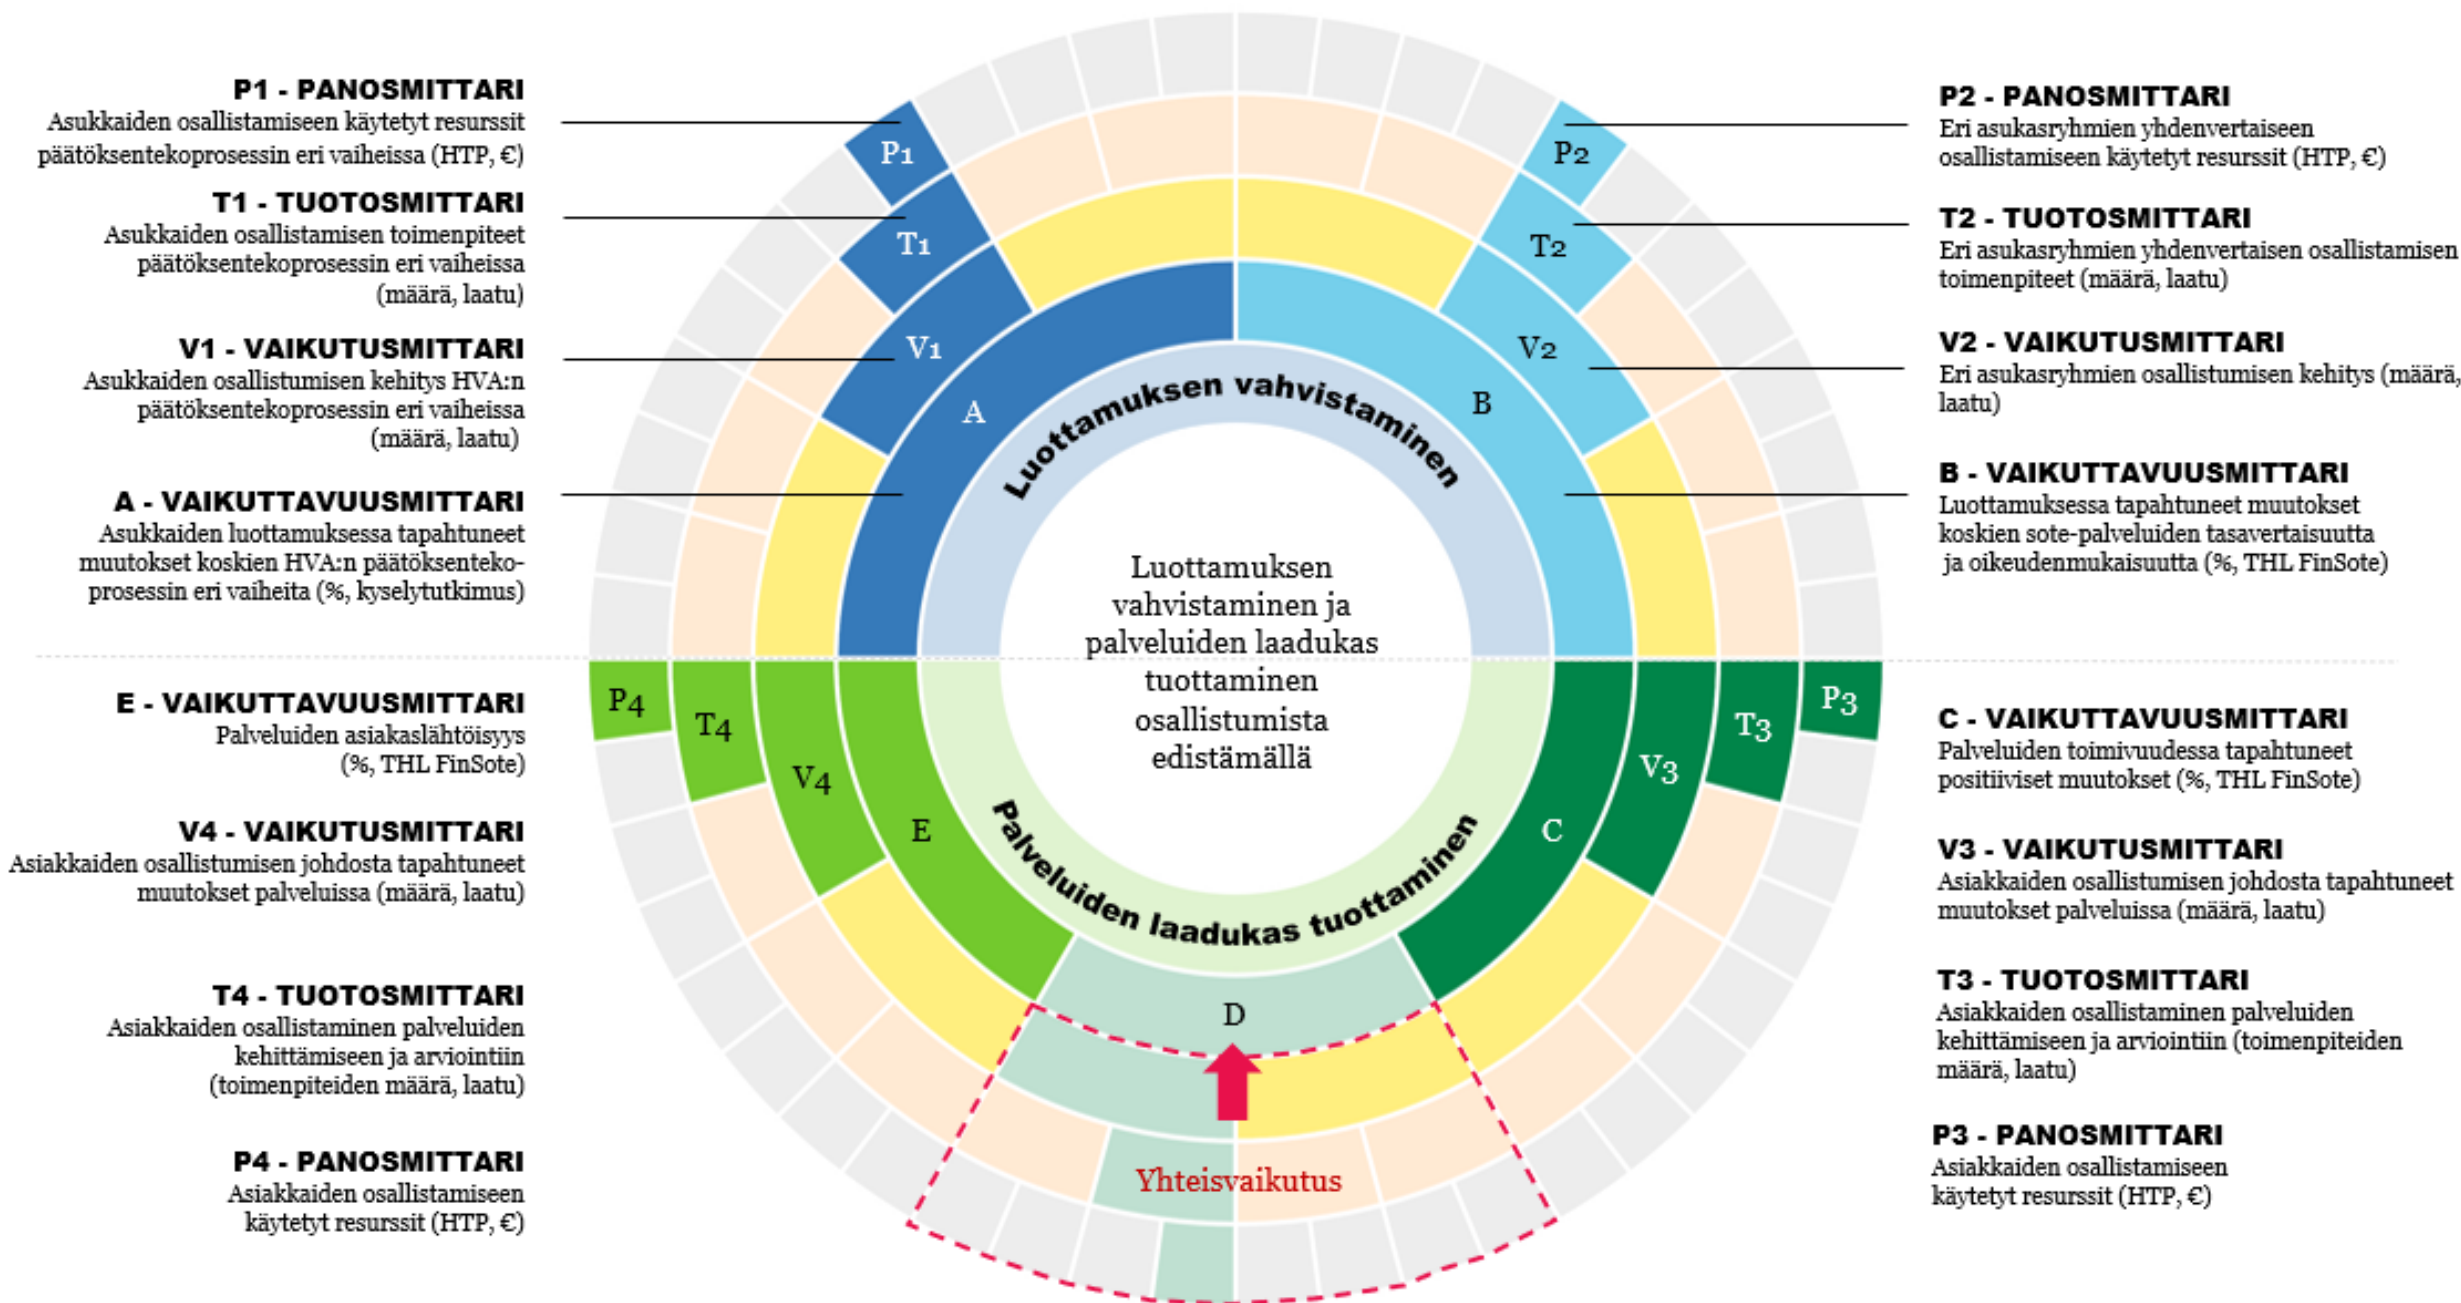 P1 - PANOSMITTARI
Asukkaiden osallistamiseen käytetyt resurssit
päätöksentekoprosessin eri vaiheissa (HTP, €)
T1 - TUOTOSMITTARI
Asukkaiden osallistamisen toimenpiteet
päätöksentekoprosessin eri vaiheissa
(määrä, laatu)
V1 - VAIKUTUSMITTARI
Asukkaiden osallistumisen kehitys HVA:n
päätöksentekoprosessin eri vaiheissa
(määrä, laatu)
A - VAIKUTTAVUUSMITTARI
Asukkaiden luottamuksessa tapahtuneet
muutokset koskien HVA:n päätöksenteko-
prosessin eri vaiheita (%, kyselytutkimus)
E - VAIKUTTAVUUSMITTARI
Palveluiden asiakaslähtöisyys
(%, THL FinSote)
V4 - VAIKUTUSMITTARI
Asiakkaiden osallistumisen johdosta tapahtuneet
muutokset palveluissa (määrä, laatu)
T4 - TUOTOSMITTARI
Asiakkaiden osallistaminen palveluiden
kehittämiseen ja arviointiin
(toimenpiteiden määrä, laatu)
P4 - PANOSMITTARI
Asiakkaiden osallistamiseen
käytetyt resurssit (HTP, €)
P1
T1
V1
A
P2
T2
V2
B
Luottamuksen vahvistaminen
Luottamuksen
vahvistaminen ja
palveluiden laadukas
tuottaminen
osallistumista
edistämällä
P4
T4
V4
E
P3
T3
V3
C
Palveluiden laadukas tuottaminen
D
Yhteisvaikutus
P2 - PANOSMITTARI
Eri asukasryhmien yhdenvertaiseen
osallistamiseen käytetyt resurssit (HTP, €)
T2 - TUOTOSMITTARI
Eri asukasryhmien yhdenvertaisen osallistamisen
toimenpiteet (määrä, laatu)
V2 - VAIKUTUSMITTARI
Eri asukasryhmien osallistumisen kehitys (määrä,
laatu)
B - VAIKUTTAVUUSMITTARI
Luottamuksessa tapahtuneet muutokset
koskien sote-palveluiden tasavertaisuutta
ja oikeudenmukaisuutta (%, THL FinSote)
C - VAIKUTTAVUUSMITTARI
Palveluiden toimivuudessa tapahtuneet
positiiviset muutokset (%, THL FinSote)
V3 - VAIKUTUSMITTARI
Asiakkaiden osallistumisen johdosta tapahtuneet
muutokset palveluissa (määrä, laatu)
T3 - TUOTOSMITTARI
Asiakkaiden osallistaminen palveluiden
kehittämiseen ja arviointiin (toimenpiteiden
määrä, laatu)
P3 - PANOSMITTARI
Asiakkaiden osallistamiseen
käytetyt resurssit (HTP, €)